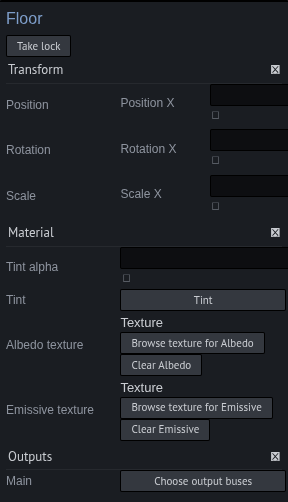 Floor
Take lock
Transform
Position Position X
Rotation Rotation X
Scale Scale X
Material
Tint alpha
Tint Tint
Texture
Albedo texture Browse texture for Albedo
Clear Albedo
Texture
Emissive texture Browse texture for Emissive
Clear Emissive
Outputs
Main Choose output buses